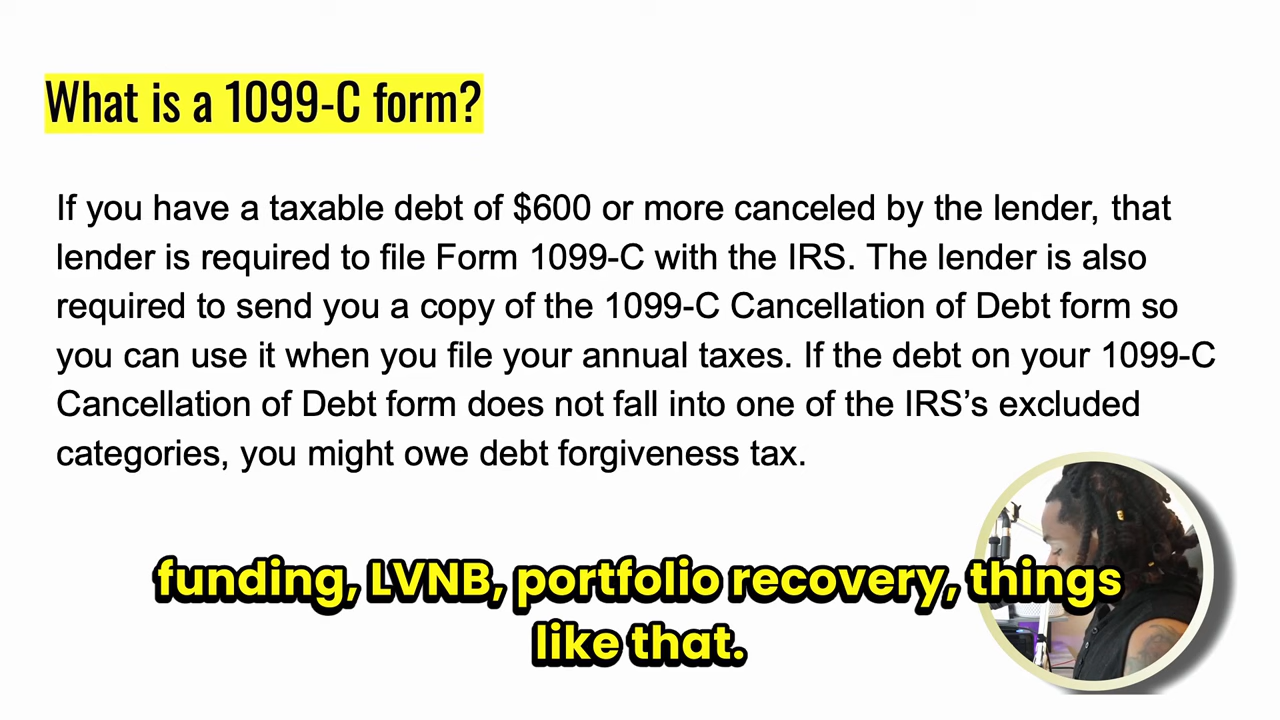 What is a 1099-C form?
If you have a taxable debt of $600 or more canceled by the lender, that
lender is required to file Form 1099-C with the IRS. The lender is also
required to send you a copy of the 1099-C Cancellation of Debt form so
you can use it when you file your annual taxes. If the debt on your 1099-C
Cancellation of Debt form does not fall into one of the IRS’s excluded
categories, you might owe debt forgiveness tax.
funding, LVNB, portfolio recovery, things
like that.